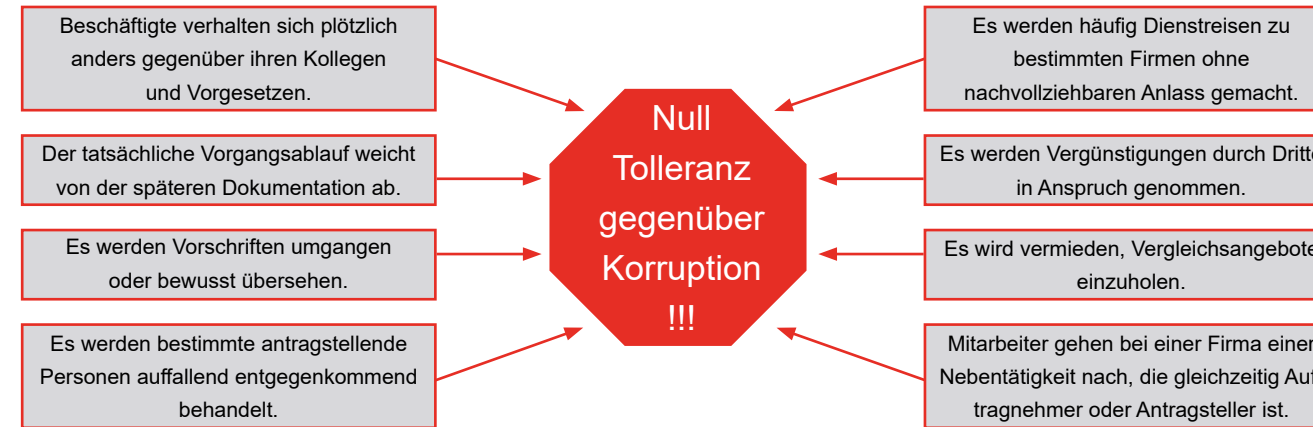 Beschäftigte verhalten sich plötzlich
anders gegenüber ihren Kollegen
und Vorgesetzen.
Der tatsächliche Vorgangsablauf weicht
von der späteren Dokumentation ab.
Es werden Vorschriften umgangen
oder bewusst übersehen.
Es werden bestimmte antragstellende
Personen auffallend entgegenkommend
behandelt.
Null
Tolleranz
gegenüber
Korruption
!!!
Es werden häufig Dienstreisen zu
bestimmten Firmen ohne
nachvollziehbaren Anlass gemacht.
Es werden Vergünstigungen durch Dritte
in Anspruch genommen.
Es wird vermieden, Vergleichsangebote
einzuholen.
Mitarbeiter gehen bei einer Firma einer
Nebentätigkeit nach, die gleichzeitig Auf
tragnehmer oder Antragsteller ist.